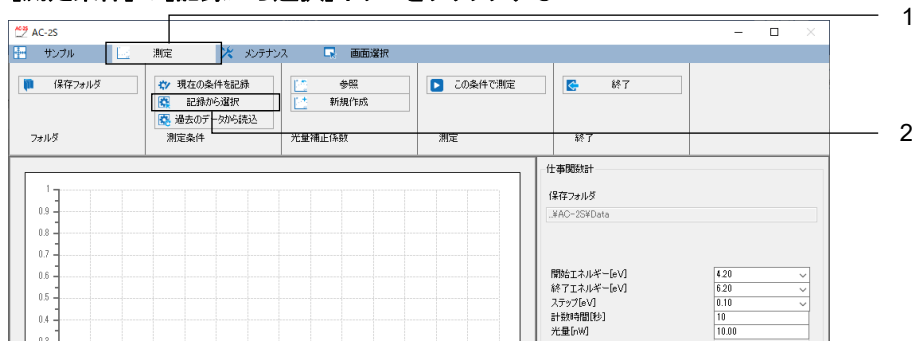 1
AC-2S
サンプル 測定 メンテナンス 画面選択
保存フォルダ 現在の条件を記録 参照 この条件で測定 終了
記録から選択 新規作成
過去のデータから読込
フォルダ 測定条件 光量補正係数 測定 終了
2
仕事関数計
保存フォルダ
..¥AC-2S¥Data
開始エネルギー[eV] 4.20
終了エネルギー[eV] 6.20
ステップ[eV] 0.10
計数時間[秒] 10
光量[nW] 10.00
1
0.9
0.8
0.7
0.6
0.5
0.4